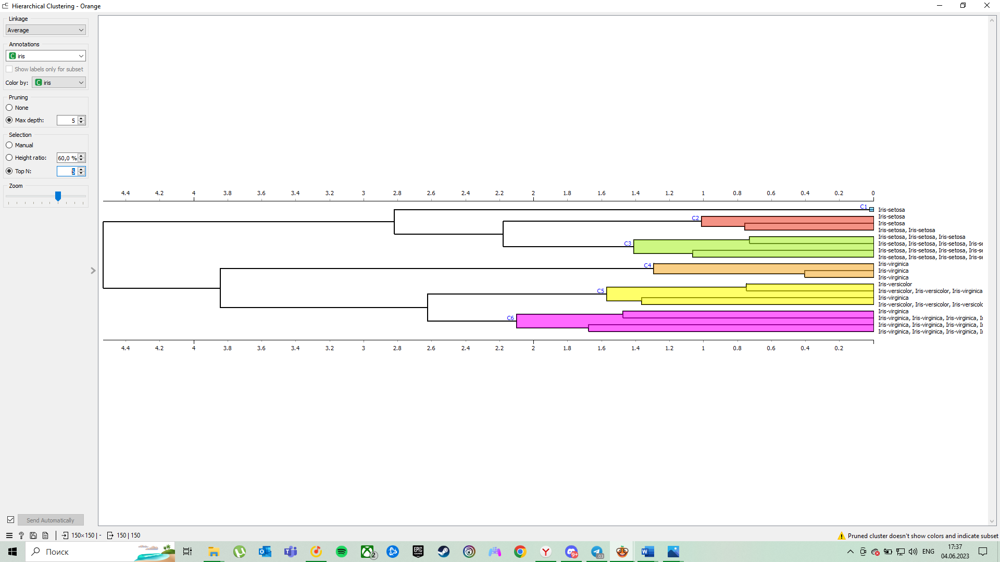 Hierarchical Clustering - Orange
Linkage
Average
Annotations
C iris
Show labels only for subset
Color by: C iris
Pruning
None
Max depth: 5
Selection
Manual
Height ratio: 60,0 %
Top N: 5
Zoom
4.4 4.2 4 3.8 3.6 3.4 3.2 3 2.8 2.6 2.4 2.2 2 1.8 1.6 1.4 1.2 1 0.8 0.6 0.4 0.2 0
C1 Iris-setosa
C2 Iris-setosa
Iris-setosa
Iris-setosa, Iris-setosa
Iris-setosa, Iris-setosa, Iris-setosa
C3 Iris-setosa, Iris-setosa, Iris-setosa, Iris-se
Iris-setosa, Iris-setosa, Iris-setosa, Iris-se
Iris-setosa, Iris-setosa, Iris-setosa, Iris-se
C4 Iris-virginica
Iris-virginica
Iris-virginica
Iris-versicolor
C5 Iris-versicolor, Iris-versicolor, Iris-virginica
Iris-virginica
Iris-versicolor, Iris-versicolor, Iris-versicolo
Iris-virginica
C6 Iris-virginica, Iris-virginica, Iris-virginica, I
Iris-virginica, Iris-virginica, Iris-virginica, I
Iris-virginica, Iris-virginica, Iris-virginica, I
4.4 4.2 4 3.8 3.6 3.4 3.2 3 2.8 2.6 2.4 2.2 2 1.8 1.6 1.4 1.2 1 0.8 0.6 0.4 0.2
Send Automatically
150×150 | - 150 | 150
Pruned cluster doesn't show colors and indicate subset
Поиск
2
EPIC GAMES
Y
9+
.03
W
ENG
17:37
04.06.2023